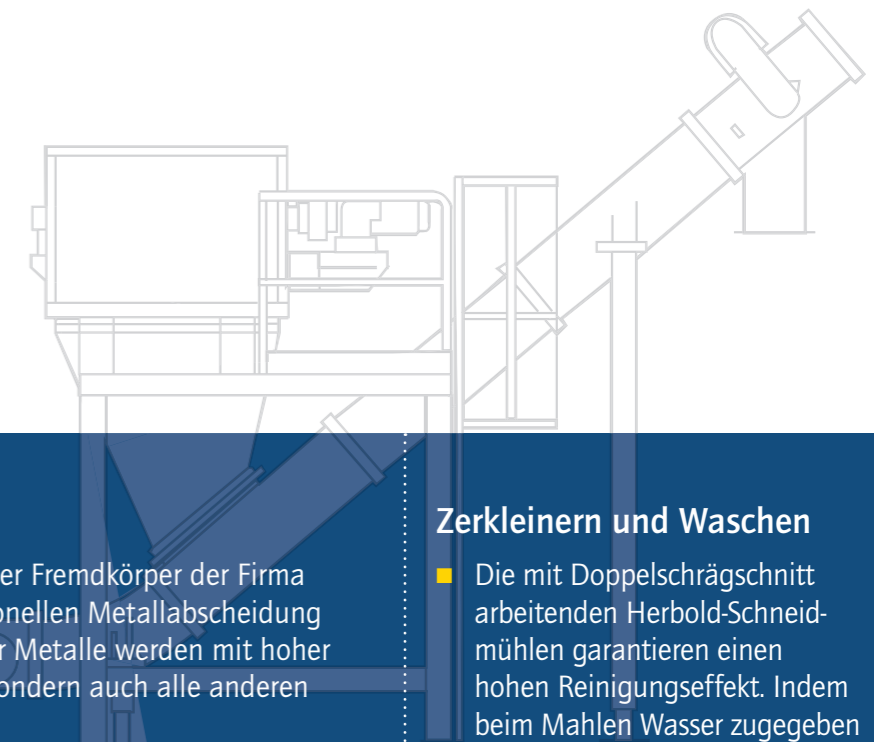 er Fremdkörper der Firma
onellen Metallabscheidung
r Metalle werden mit hoher
ondern auch alle anderen
Zerkleinern und Waschen
Die mit Doppelschrägschnitt
arbeitenden Herbold-Schneid-
mühlen garantieren einen
hohen Reinigungseffekt. Indem
beim Mahlen Wasser zugegeben